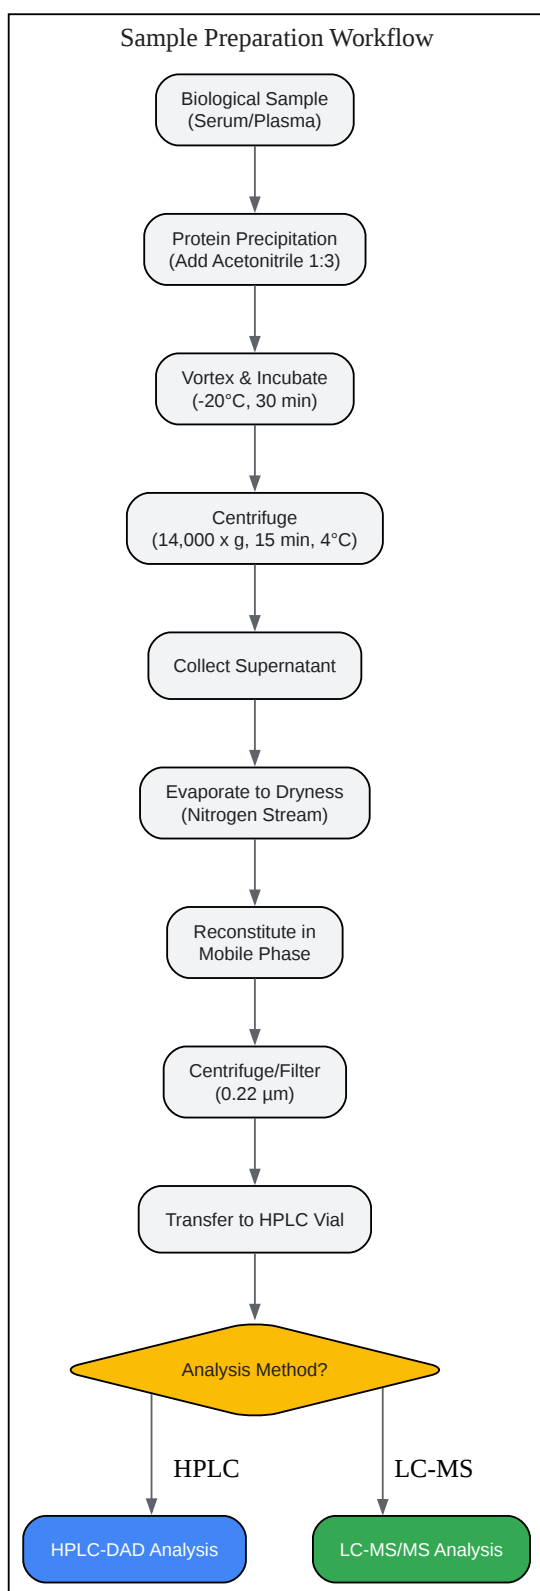 Sample Preparation Workflow
Biological Sample
(Serum/Plasma)
Protein Precipitation
(Add Acetonitrile 1:3)
Vortex & Incubate
(-20°C, 30 min)
Centrifuge
(14,000 x g, 15 min, 4°C)
Collect Supernatant
Evaporate to Dryness
(Nitrogen Stream)
Reconstitute in
Mobile Phase
Centrifuge/Filter
(0.22 µm)
Transfer to HPLC Vial
Analysis Method?
HPLC
LC-MS
HPLC-DAD Analysis
LC-MS/MS Analysis